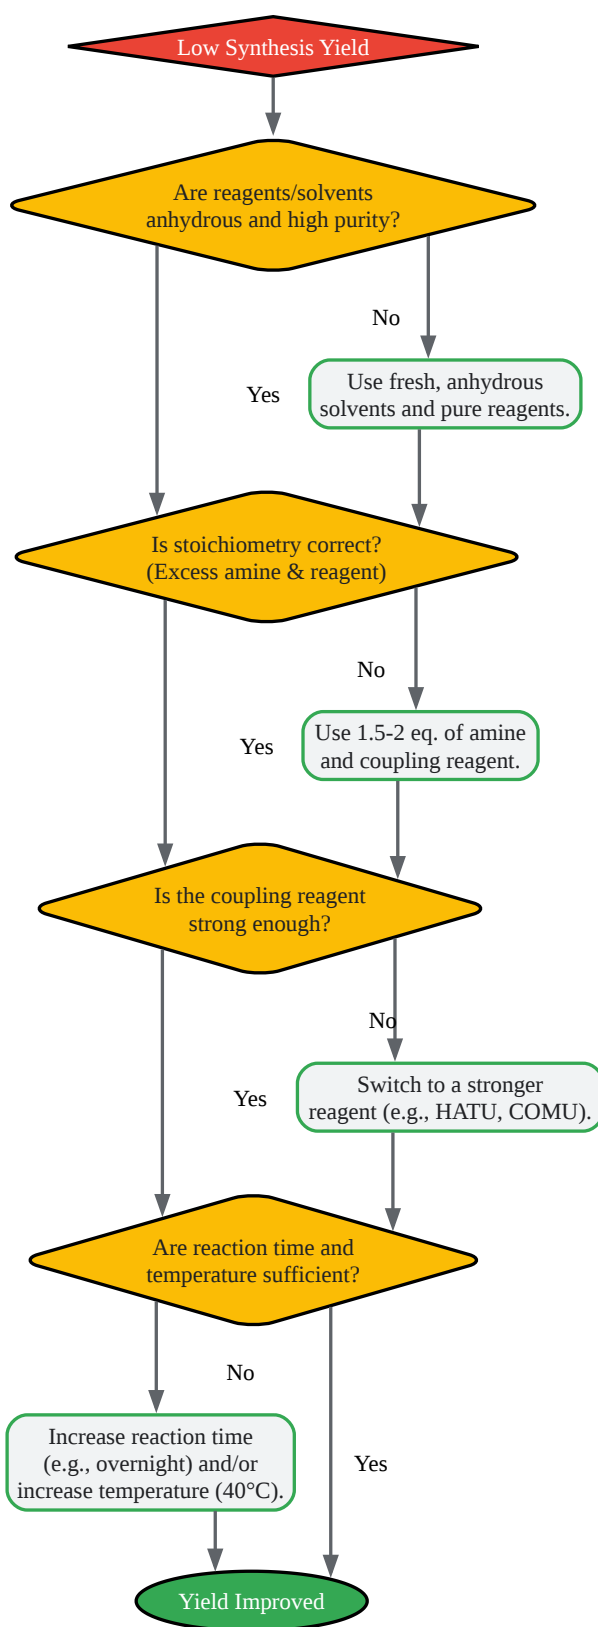 Low Synthesis Yield
Are reagents/solvents
anhydrous and high purity?
No
Yes
Use fresh, anhydrous
solvents and pure reagents.
Is stoichiometry correct?
(Excess amine & reagent)
No
Yes
Use 1.5-2 eq. of amine
and coupling reagent.
Is the coupling reagent
strong enough?
No
Yes
Switch to a stronger
reagent (e.g., HATU, COMU).
Are reaction time and
temperature sufficient?
No
Increase reaction time
(e.g., overnight) and/or
increase temperature (40°C).
Yes
Yield Improved